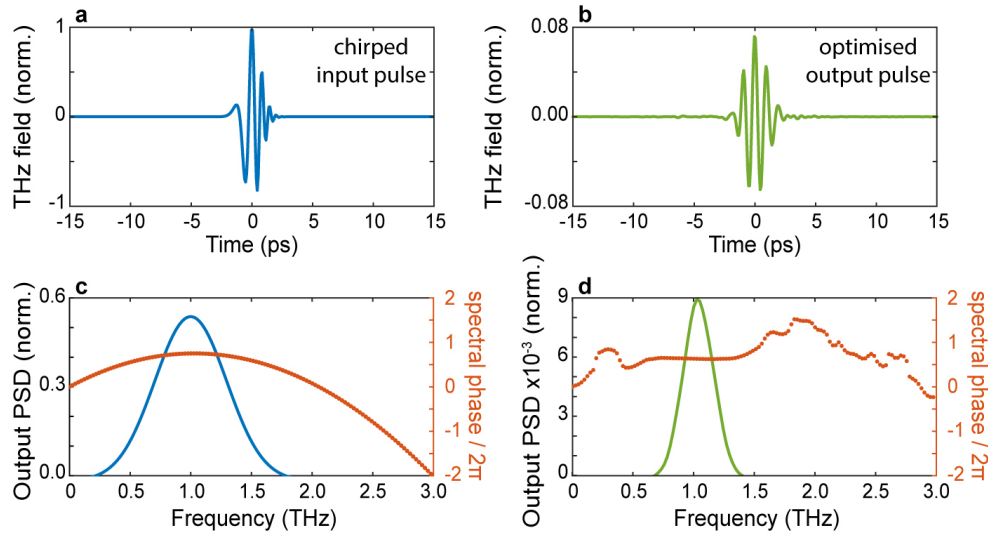 a
chirped
input pulse
THz field (norm.)
1
0
-1
-15
-10
-5
0
5
10
15
Time (ps)
b
optimised
output pulse
THz field (norm.)
0.08
0.00
-0.08
-15
-10
-5
0
5
10
15
Time (ps)
c
Output PSD (norm.)
0.6
0.3
0.0
spectral phase / 2π
2
1
0
-1
-2
0
0.5
1.0
1.5
2.0
2.5
3.0
Frequency (THz)
d
Output PSD x10-3 (norm.)
9
6
3
0
spectral phase / 2π
2
1
0
-1
-2
0
0.5
1.0
1.5
2.0
2.5
3.0
Frequency (THz)